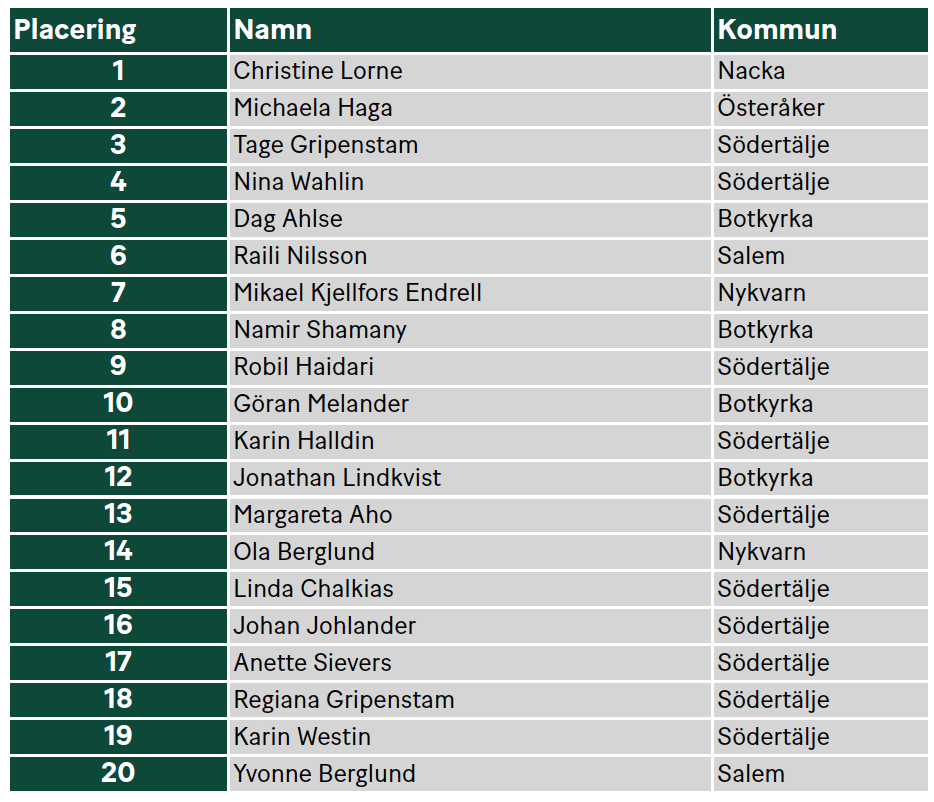 Placering Namn Kommun
1 Christine Lorne Nacka
2 Michaela Haga Österåker
3 Tage Gripenstam Södertälje
4 Nina Wahlin Södertälje
5 Dag Ahlse Botkyrka
6 Raili Nilsson Salem
7 Mikael Kjellfors Endrell Nykvarn
8 Namir Shamany Botkyrka
9 Robil Haidari Södertälje
10 Göran Melander Botkyrka
11 Karin Halldin Södertälje
12 Jonathan Lindkvist Botkyrka
13 Margareta Aho Södertälje
14 Ola Berglund Nykvarn
15 Linda Chalkias Södertälje
16 Johan Johlander Södertälje
17 Anette Sievers Södertälje
18 Regiana Gripenstam Södertälje
19 Karin Westin Södertälje
20 Yvonne Berglund Salem